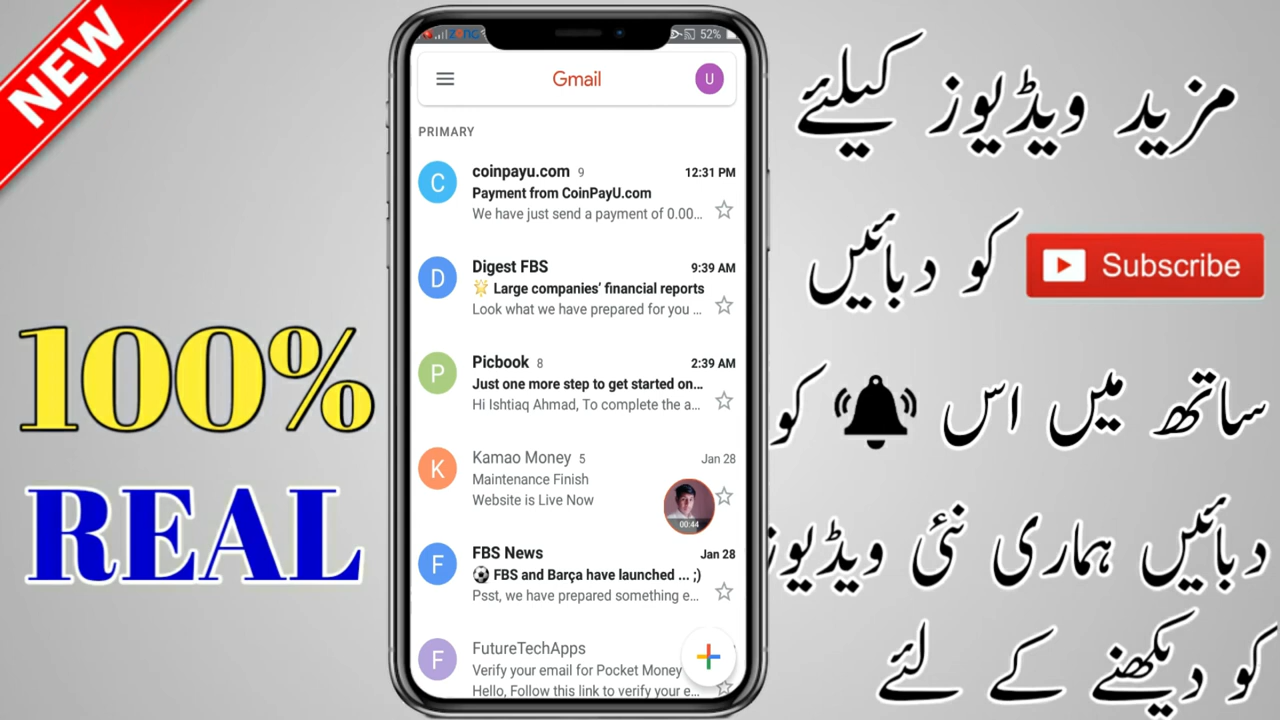 NEW
100%
REAL
ZONG
52%
Gmail
U
PRIMARY
C
coinpayu.com 9
12:31 PM
Payment from CoinPayU.com
We have just send a payment of 0.00...
D
Digest FBS
9:39 AM
🌟 Large companies’ financial reports
Look what we have prepared for you ...
P
Picbook 8
2:39 AM
Just one more step to get started on...
Hi Ishtiaq Ahmad, To complete the a...
K
Kamao Money 5
Jan 28
Maintenance Finish
Website is Live Now
00:44
F
FBS News
Jan 28
⚽ FBS and Barça have launched ... ;)
Psst, we have prepared something e...
F
FutureTechApps
Verify your email for Pocket Money
Hello, Follow this link to verify your e...
مزید ویڈیوز کیلئے
Subscribe کو دبائیں
ساتھ میں اس 🔔 کو
دبائیں ہماری نئی ویڈیوز
کو دیکھنے کے لئے